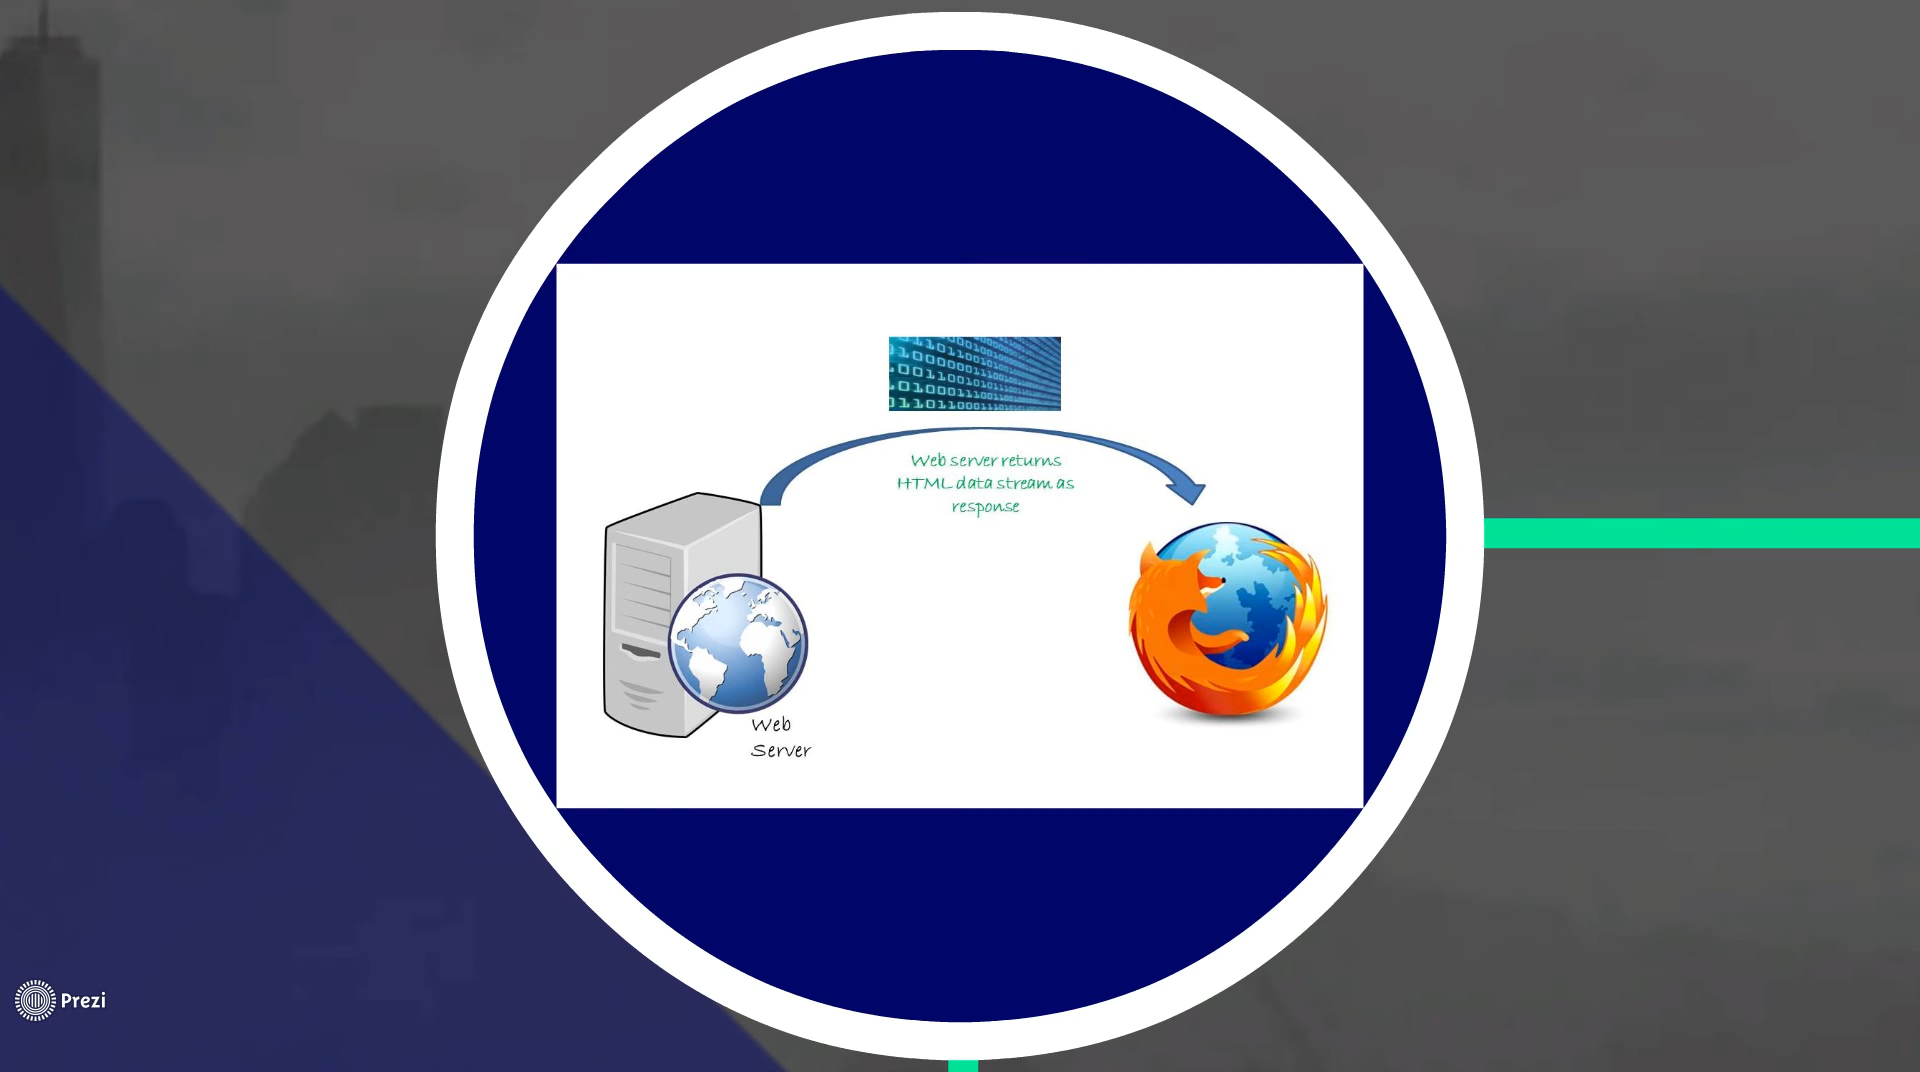 Web server returns
HTML data stream as
response
Web
Server
Prezi